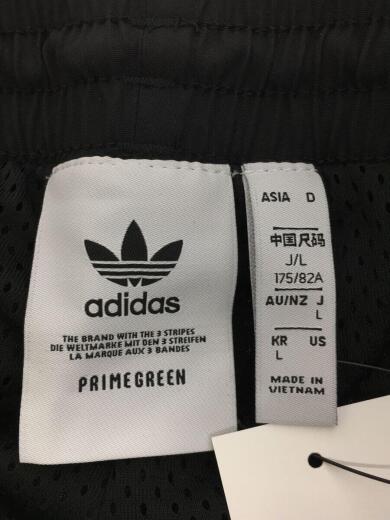 adidas
THE BRAND WITH THE 3 STRIPES
DIE WELTMARKE MIT DEN 3 STREIFEN
LA MARQUE AUX 3 BANDES
PRIMEGREEN
ASIA D
中国尺码
J/L
175/82A
AU/NZ J
L
KR US
L
MADE IN
VIETNAM